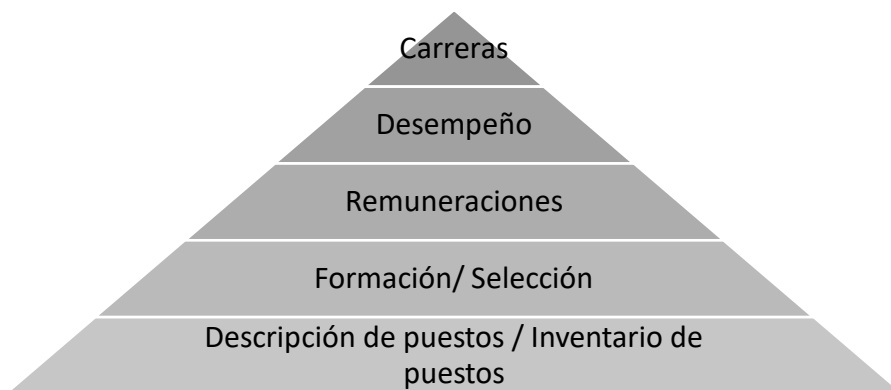 Carreras
Desempeño
Remuneraciones
Formación/ Selección
Descripción de puestos / Inventario de
puestos